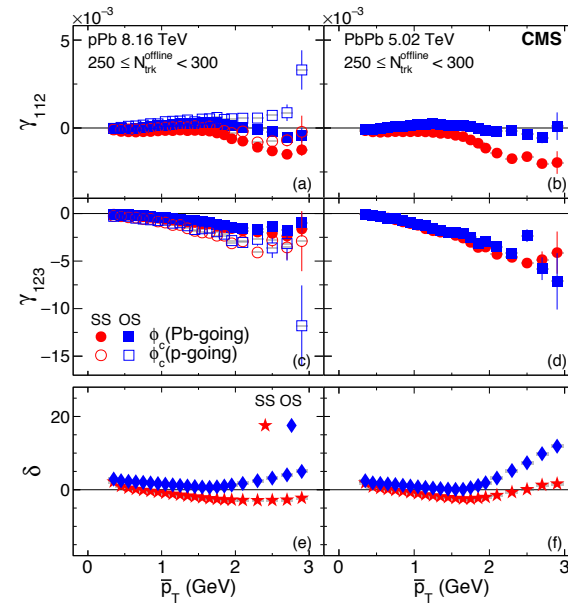 ×10⁻³ ×10⁻³
pPb 8.16 TeV PbPb 5.02 TeV CMS
250 ≤ N_trk^offline < 300 250 ≤ N_trk^offline < 300
5
γ₁₁₂
0
(a) (b)
0
γ₁₂₃
−5
−10
SS OS
ϕ_c(Pb-going)
ϕ_c(p-going)
−15
(c) (d)
20
SS OS
δ
0
(e) (f)
0 1 2 3 0 1 2 3
p̅_T (GeV) p̅_T (GeV)